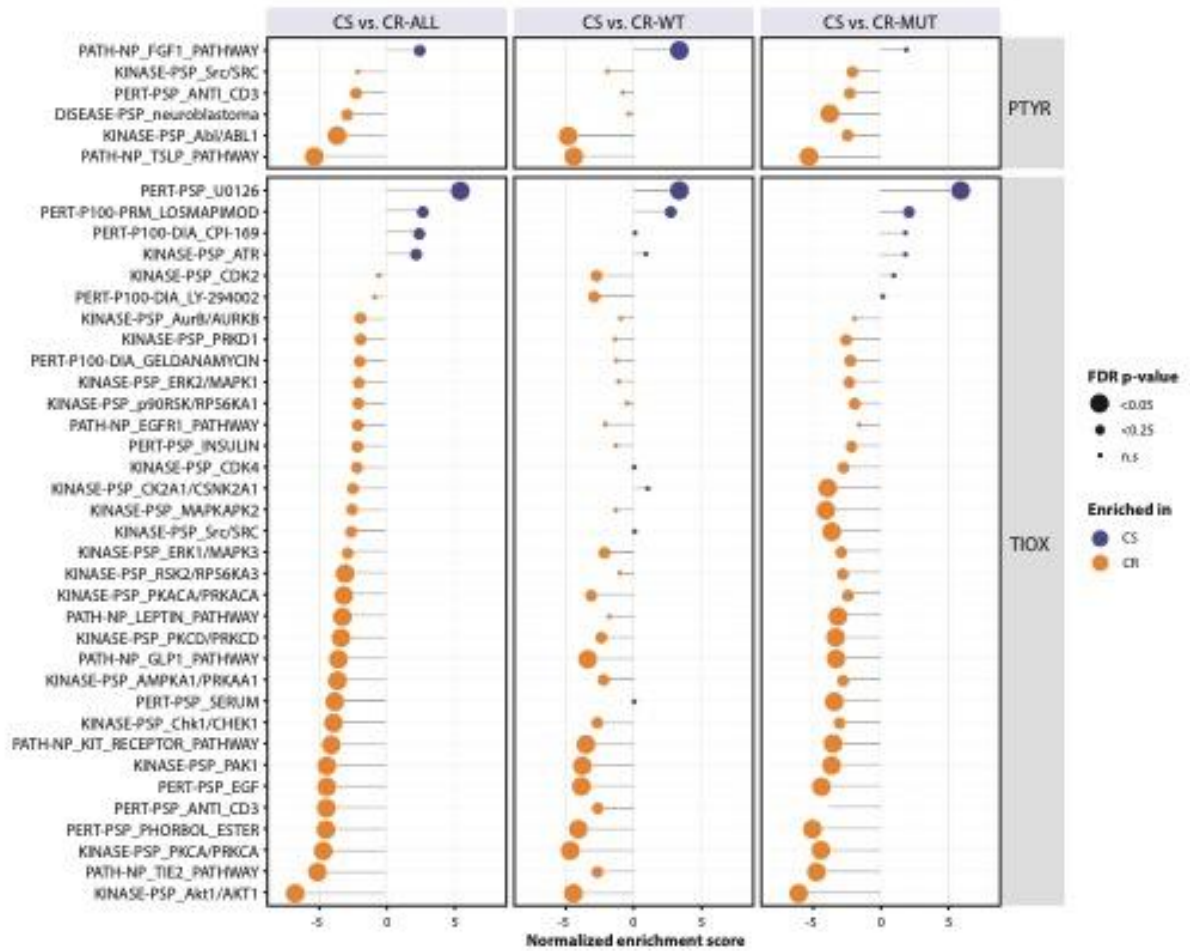 CS vs. CR-ALL CS vs. CR-WT CS vs. CR-MUT
PATH-NP_FGF1_PATHWAY
KINASE-PSP_Src/SRC
PERT-PSP_ANTI_CD3
DISEASE-PSP_neuroblastoma
KINASE-PSP_Abl/ABL1
PATH-NP_TSLP_PATHWAY
PTYR
PERT-PSP_U0126
PERT-P100-PRM_LOSMAPIMOD
PERT-P100-DIA_CPI-169
KINASE-PSP_ATR
KINASE-PSP_CDK2
PERT-P100-DIA_LY-294002
KINASE-PSP_AurB/AURKB
KINASE-PSP_PRKD1
PERT-P100-DIA_GELDANAMYCIN
KINASE-PSP_ERK2/MAPK1
KINASE-PSP_p90RSK/RPS6KA1
PATH-NP_EGFR1_PATHWAY
PERT-PSP_INSULIN
KINASE-PSP_CDK4
KINASE-PSP_CK2A1/CSNK2A1
KINASE-PSP_MAPKAPK2
KINASE-PSP_Src/SRC
KINASE-PSP_ERK1/MAPK3
KINASE-PSP_RSK2/RPS6KA3
KINASE-PSP_PKACA/PRKACA
PATH-NP_LEPTIN_PATHWAY
KINASE-PSP_PKCD/PRKCD
PATH-NP_GLP1_PATHWAY
KINASE-PSP_AMPKA1/PRKAA1
PERT-PSP_SERUM
KINASE-PSP_Chk1/CHEK1
PATH-NP_KIT_RECEPTOR_PATHWAY
KINASE-PSP_PAK1
PERT-PSP_EGF
PERT-PSP_ANTI_CD3
PERT-PSP_PHORBOL_ESTER
KINASE-PSP_PKCA/PRKCA
PATH-NP_TIE2_PATHWAY
KINASE-PSP_Akt1/AKT1
TIOX
-5 0 5 -5 0 5 -5 0 5
Normalized enrichment score
FDR p-value
<0.05
<0.25
n.s
Enriched in
CS
CR